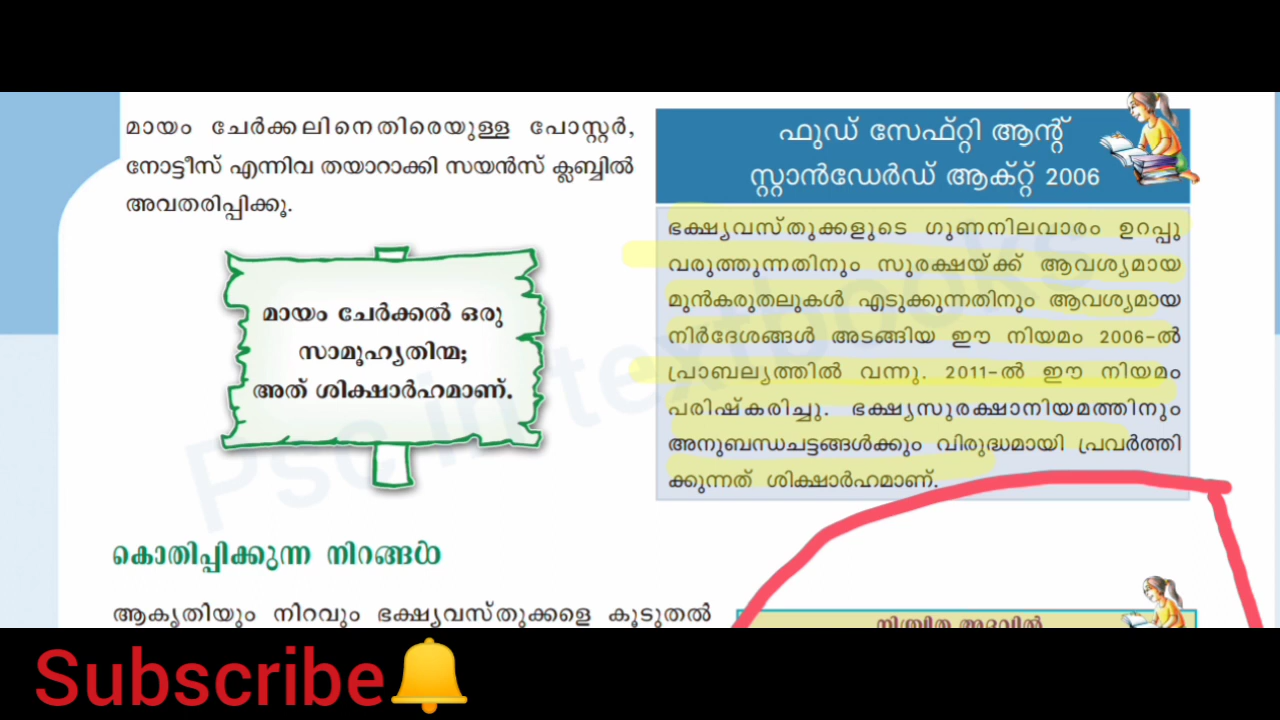 മായം ചേർക്കലിനെതിരെയുള്ള പോസ്റ്റർ,
നോട്ടീസ് എന്നിവ തയാറാക്കി സയൻസ് ക്ലബ്ബിൽ
അവതരിപ്പിക്കൂ.
മായം ചേർക്കൽ ഒരു
സാമൂഹ്യതിന്മ;
അത് ശിക്ഷാർഹമാണ്.
കൊതിപ്പിക്കുന്ന നിറങ്ങൾ
ആകൃതിയും നിറവും ഭക്ഷ്യവസ്തുക്കളെ കൂടുതൽ
ഫുഡ് സേഫ്റ്റി ആന്റ്
സ്റ്റാൻഡേർഡ് ആക്റ്റ് 2006
ഭക്ഷ്യവസ്തുക്കളുടെ ഗുണനിലവാരം ഉറപ്പു
വരുത്തുന്നതിനും സുരക്ഷയ്ക്ക് ആവശ്യമായ
മുൻകരുതലുകൾ എടുക്കുന്നതിനും ആവശ്യമായ
നിർദേശങ്ങൾ അടങ്ങിയ ഈ നിയമം 2006-ൽ
പ്രാബല്യത്തിൽ വന്നു. 2011-ൽ ഈ നിയമം
പരിഷ്കരിച്ചു. ഭക്ഷ്യസുരക്ഷാനിയമത്തിനും
അനുബന്ധചട്ടങ്ങൾക്കും വിരുദ്ധമായി പ്രവർത്തി
ക്കുന്നത് ശിക്ഷാർഹമാണ്.
നിശ്ചിത അളവിൽ
Subscribe